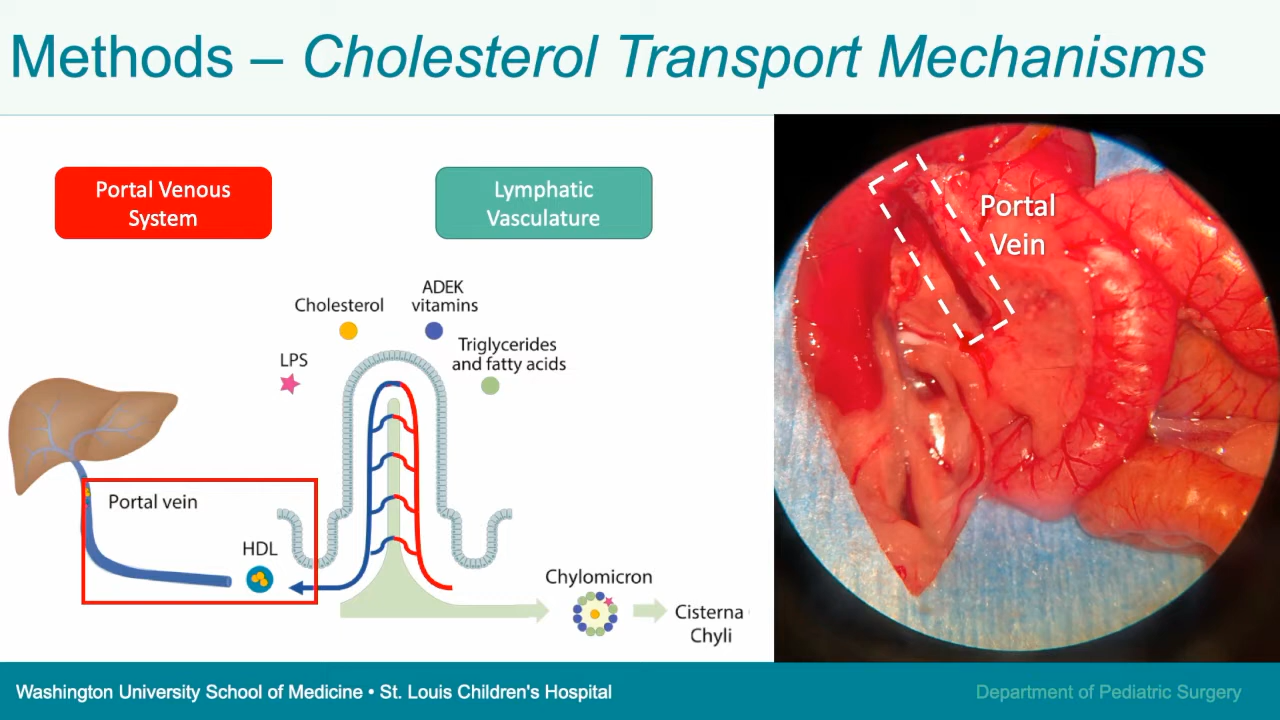 Methods – Cholesterol Transport Mechanisms
Portal Venous
System
Lymphatic
Vasculature
Cholesterol
ADEK
vitamins
LPS
Triglycerides
and fatty acids
Portal vein
HDL
Chylomicron
Cisterna
Chyli
Portal
Vein
Washington University School of Medicine • St. Louis Children's Hospital
Department of Pediatric Surgery